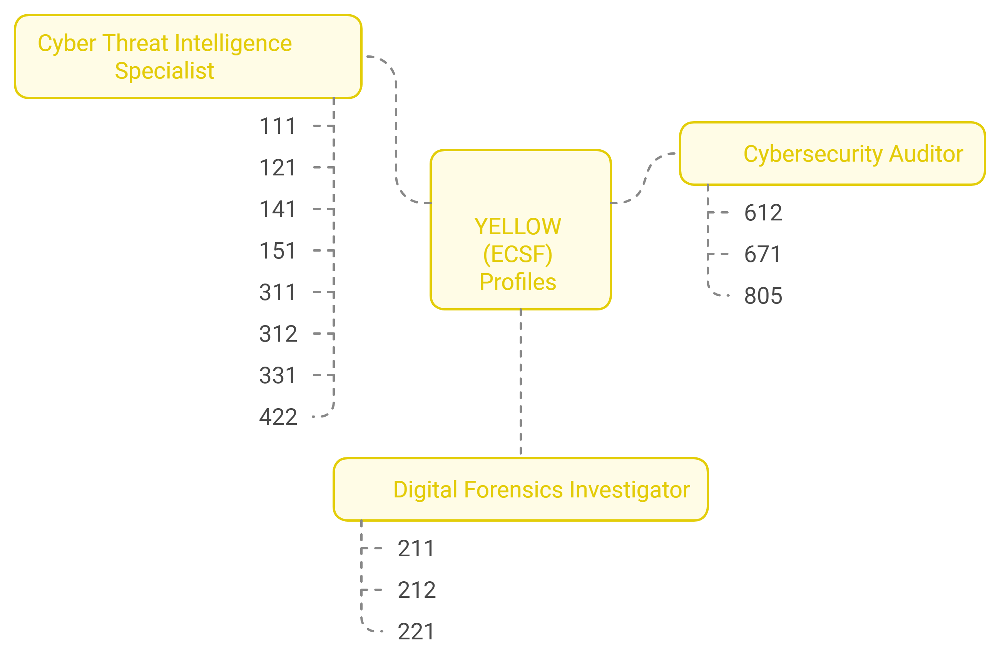 Cyber Threat Intelligence
Specialist
111
121
141
151
311
312
331
422
YELLOW
(ECSF)
Profiles
Cybersecurity Auditor
612
671
805
Digital Forensics Investigator
211
212
221